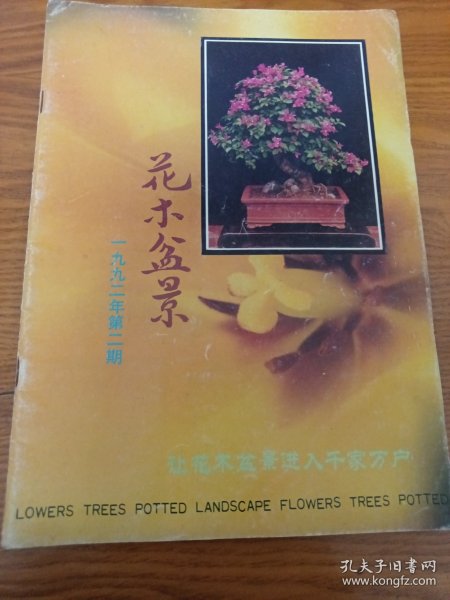 花木盆景
一九九二年第二期
让花木盆景进入千家万户
LOWERS TREES POTTED LANDSCAPE FLOWERS TREES POTTED
孔夫子旧书网
www.kongfz.com